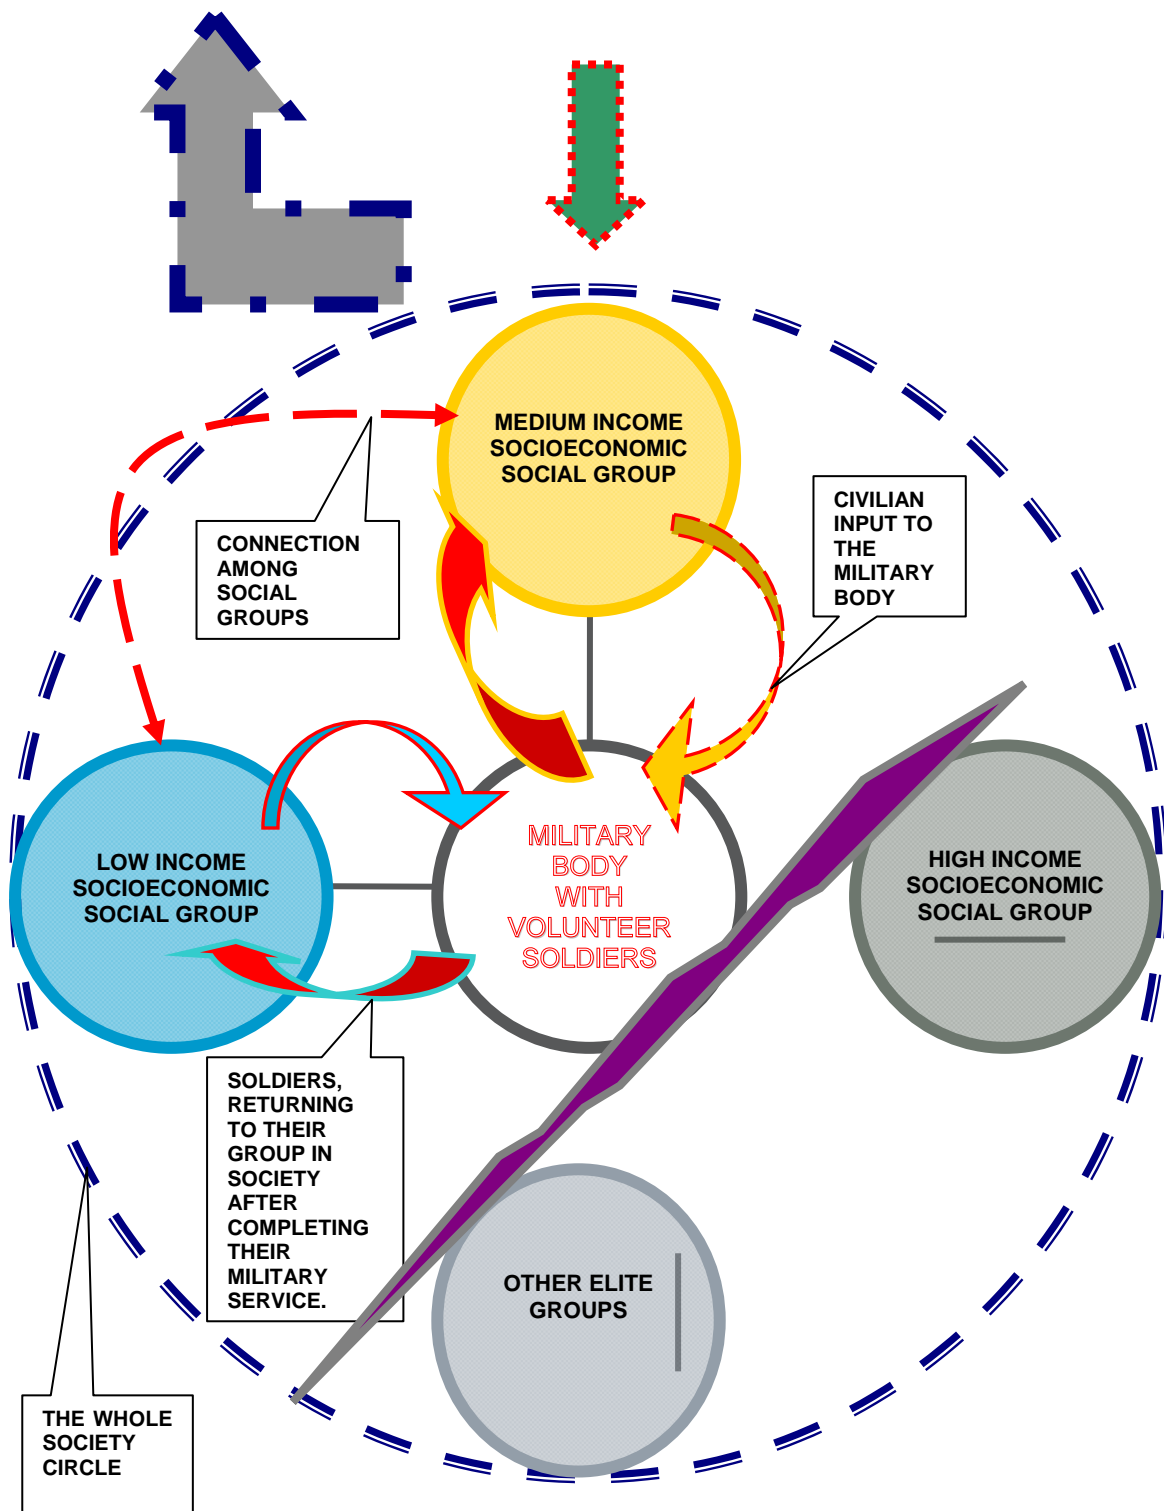 MEDIUM INCOME
SOCIOECONOMIC
SOCIAL GROUP
CIVILIAN
INPUT TO
THE
MILITARY
BODY
CONNECTION
AMONG
SOCIAL
GROUPS
LOW INCOME
SOCIOECONOMIC
SOCIAL GROUP
MILITARY
BODY
WITH
VOLUNTEER
SOLDIERS
HIGH INCOME
SOCIOECONOMIC
SOCIAL GROUP
SOLDIERS,
RETURNING
TO THEIR
GROUP IN
SOCIETY
AFTER
COMPLETING
THEIR
MILITARY
SERVICE.
OTHER ELITE
GROUPS
THE WHOLE
SOCIETY
CIRCLE